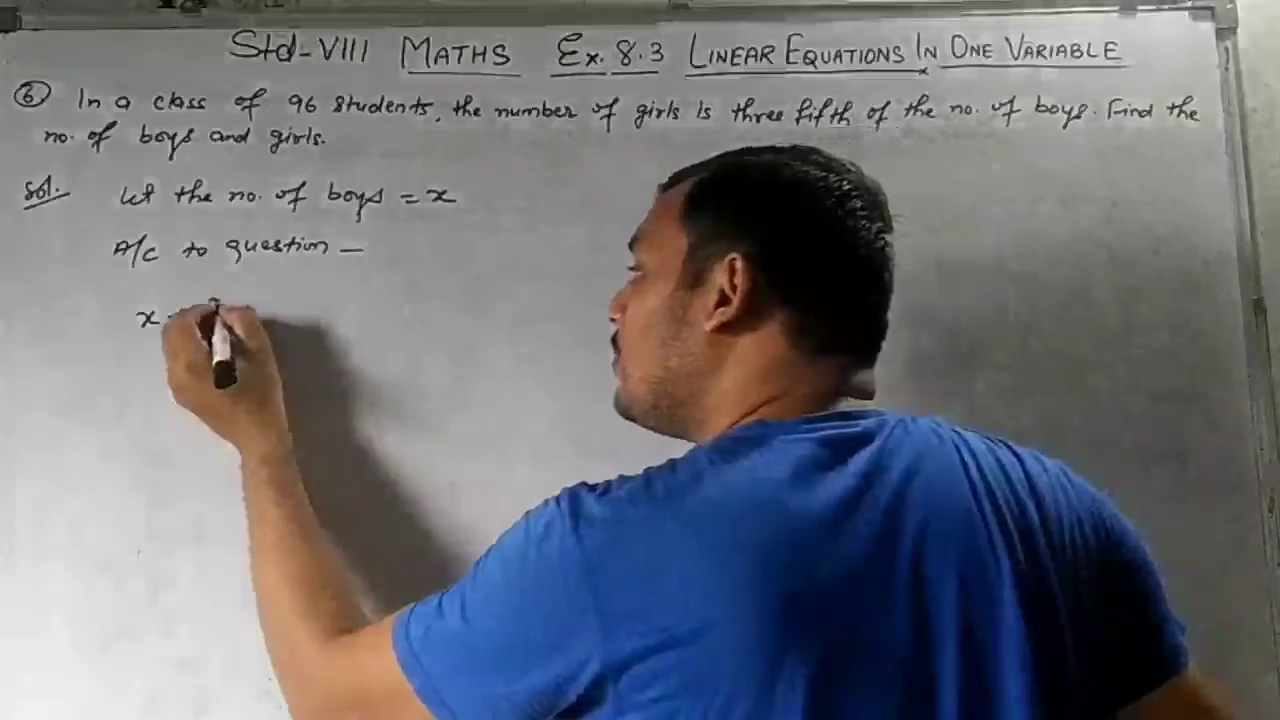 Std-VIII MATHS Ex. 8.3 LINEAR EQUATIONS IN ONE VARIABLE
⑥ In a class of 96 students, the number of girls is three fifth of the no. of boys. Find the
no. of boys and girls.
Sol. Let the no. of boys = x
A/c to question —
x